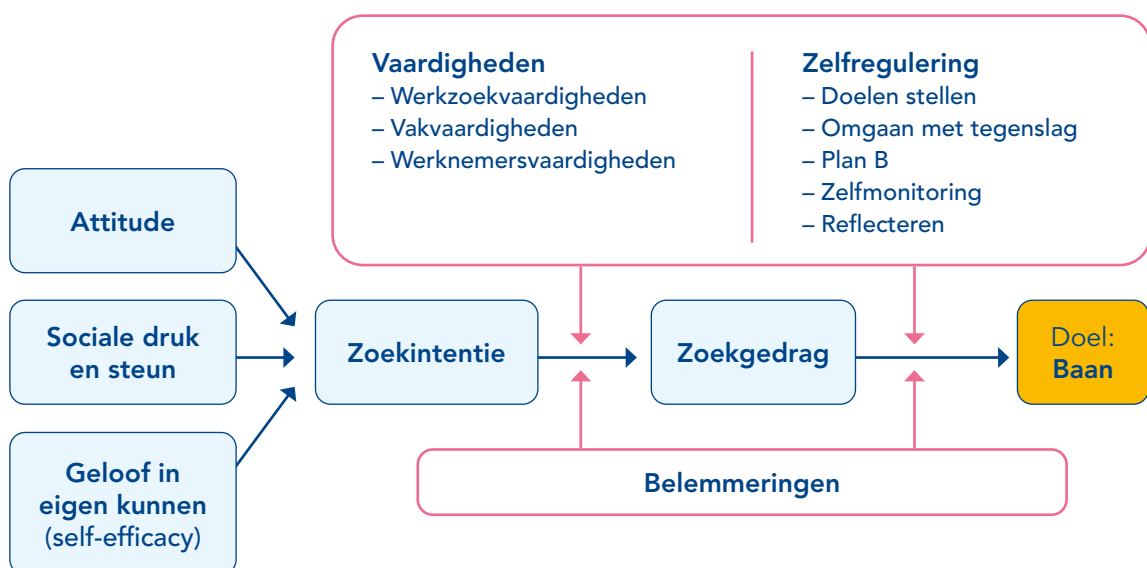 Vaardigheden
– Werkzoekvaardigheden
– Vakvaardigheden
– Werknemersvaardigheden
Zelfregulering
– Doelen stellen
– Omgaan met tegenslag
– Plan B
– Zelfmonitoring
– Reflecteren
Attitude
Sociale druk
en steun
Geloof in
eigen kunnen
(self-efficacy)
Zoekintentie
Zoekgedrag
Doel:
Baan
Belemmeringen